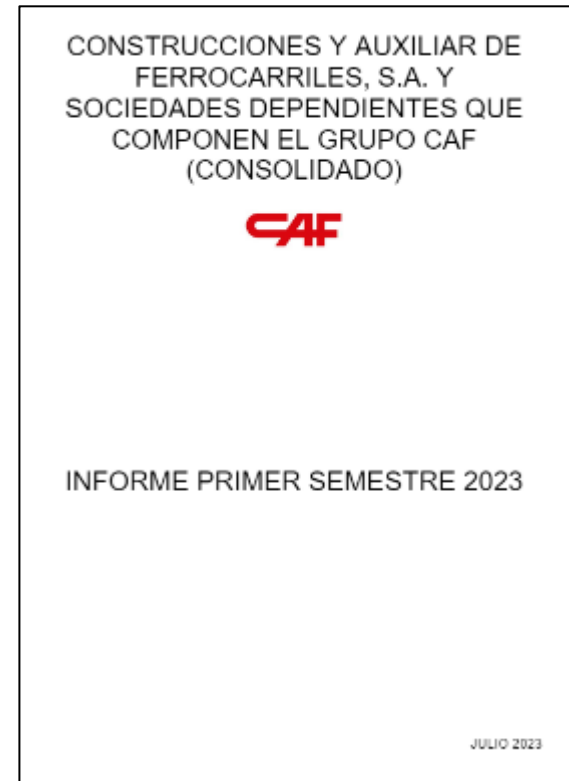 CONSTRUCCIONES Y AUXILIAR DE
FERROCARRILES, S.A. Y
SOCIEDADES DEPENDIENTES QUE
COMPONEN EL GRUPO CAF
(CONSOLIDADO)
CAF
INFORME PRIMER SEMESTRE 2023
JULIO 2023